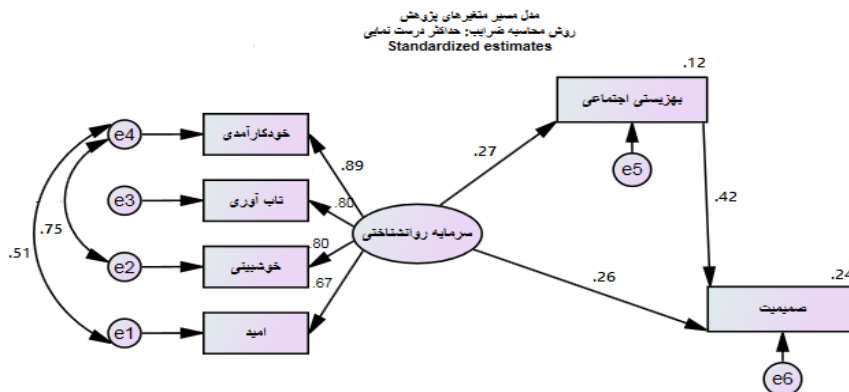 مدل مسیر متغیرهای پژوهش
روش محاسبه ضرایب: حداکثر درست نمایی
Standardized estimates
.12
بهزیستی اجتماعی
e5
.27
.42
e4
خودکارآمدی
.89
e3
تاب آوری
.80
سرمایه روانشناختی
.75
.51
e2
خوشبینی
.80
.67
e1
امید
.26
.24
صمیمیت
e6